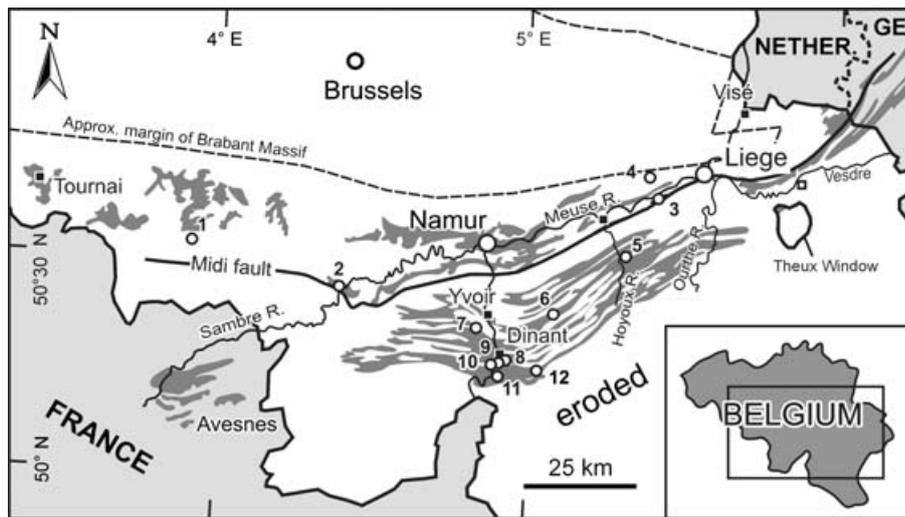 4° E
5° E
N
NETHER
GE
Brussels
Visé
Approx. margin of Brabant Massif
Liege
Tournai
4
Vesdre
Namur
Meuse R.
3
1
50°30 N
Midi fault
5
Theux Window
2
Ourthe R.
Hoyoux R.
Yvoir
6
Sambre R.
7
Dinant
9
8
10
11
12
eroded
BELGIUM
Avesnes
FRANCE
50° N
25 km